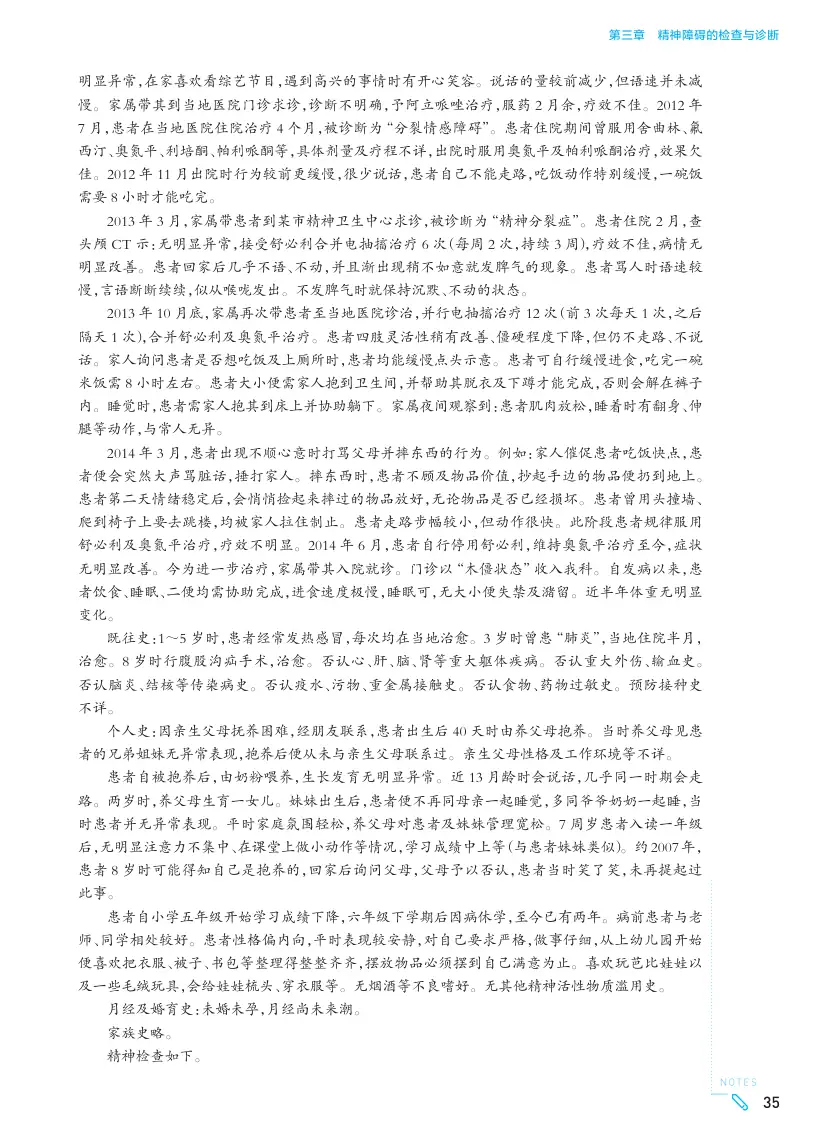 第三章　精神障碍的检查与诊断
明显异常,在家喜欢看综艺节目,遇到高兴的事情时有开心笑容。说话的量较前减少,但语速并未减
慢。家属带其到当地医院门诊求诊,诊断不明确,予阿立哌唑治疗,服药 2 月余,疗效不佳。2012 年
7 月,患者在当地医院住院治疗 4 个月,被诊断为“分裂情感障碍”。患者住院期间曾服用舍曲林、氟
西汀、奥氮平、利培酮、帕利哌酮等,具体剂量及疗程不详,出院时服用奥氮平及帕利哌酮治疗,效果欠
佳。2012 年 11 月出院时行为较前更缓慢,很少说话,患者自己不能走路,吃饭动作特别缓慢,一碗饭
需要 8 小时才能吃完。
2013 年 3 月,家属带患者到某市精神卫生中心求诊,被诊断为“精神分裂症”。患者住院 2 月,查
头颅 CT 示:无明显异常,接受舒必利合并电抽搐治疗 6 次(每周 2 次,持续 3 周),疗效不佳,病情无
明显改善。患者回家后几乎不语、不动,并且渐出现稍不如意就发脾气的现象。患者骂人时语速较
慢,言语断断续续,似从喉咙发出。不发脾气时就保持沉默、不动的状态。
2013 年 10 月底,家属再次带患者至当地医院诊治,并行电抽搐治疗 12 次(前 3 次每天 1 次,之后
隔天 1 次),合并舒必利及奥氮平治疗。患者四肢灵活性稍有改善、僵硬程度下降,但仍不走路、不说
话。家人询问患者是否想吃饭及上厕所时,患者均能缓慢点头示意。患者可自行缓慢进食,吃完一碗
米饭需 8 小时左右。患者大小便需家人抱到卫生间,并帮助其脱衣及下蹲才能完成,否则会解在裤子
内。睡觉时,患者需家人抱其到床上并协助躺下。家属夜间观察到:患者肌肉放松,睡着时有翻身、伸
腿等动作,与常人无异。
2014 年 3 月,患者出现不顺心意时打骂父母并摔东西的行为。例如:家人催促患者吃饭快点,患
者便会突然大声骂脏话,捶打家人。摔东西时,患者不顾及物品价值,抄起手边的物品便扔到地上。
患者第二天情绪稳定后,会悄悄捡起来摔过的物品放好,无论物品是否已经损坏。患者曾用头撞墙、
爬到椅子上要去跳楼,均被家人拉住制止。患者走路步幅较小,但动作很快。此阶段患者规律服用
舒必利及奥氮平治疗,疗效不明显。2014 年 6 月,患者自行停用舒必利,维持奥氮平治疗至今,症状
无明显改善。今为进一步治疗,家属带其入院就诊。门诊以“木僵状态”收入我科。自发病以来,患
者饮食、睡眠、二便均需协助完成,进食速度极慢,睡眠可,无大小便失禁及潴留。近半年体重无明显
变化。
既往史:1～5 岁时,患者经常发热感冒,每次均在当地治愈。3 岁时曾患“肺炎”,当地住院半月,
治愈。8 岁时行腹股沟疝手术,治愈。否认心、肝、脑、肾等重大躯体疾病。否认重大外伤、输血史。
否认脑炎、结核等传染病史。否认疫水、污物、重金属接触史。否认食物、药物过敏史。预防接种史
不详。
个人史:因亲生父母抚养困难,经朋友联系,患者出生后 40 天时由养父母抱养。当时养父母见患
者的兄弟姐妹无异常表现,抱养后便从未与亲生父母联系过。亲生父母性格及工作环境等不详。
患者自被抱养后,由奶粉喂养,生长发育无明显异常。近 13 月龄时会说话,几乎同一时期会走
路。两岁时,养父母生育一女儿。妹妹出生后,患者便不再同母亲一起睡觉,多同爷爷奶奶一起睡,当
时患者并无异常表现。平时家庭氛围轻松,养父母对患者及妹妹管理宽松。7 周岁患者入读一年级
后,无明显注意力不集中、在课堂上做小动作等情况,学习成绩中上等(与患者妹妹类似)。约 2007 年,
患者 8 岁时可能得知自己是抱养的,回家后询问父母,父母予以否认,患者当时笑了笑,未再提起过
此事。
患者自小学五年级开始学习成绩下降,六年级下学期后因病休学,至今已有两年。病前患者与老
师、同学相处较好。患者性格偏内向,平时表现较安静,对自己要求严格,做事仔细,从上幼儿园开始
便喜欢把衣服、被子、书包等整理得整整齐齐,摆放物品必须摆到自己满意为止。喜欢玩芭比娃娃以
及一些毛绒玩具,会给娃娃梳头、穿衣服等。无烟酒等不良嗜好。无其他精神活性物质滥用史。
月经及婚育史:未婚未孕,月经尚未来潮。
家族史略。
精神检查如下。
NOTES
35